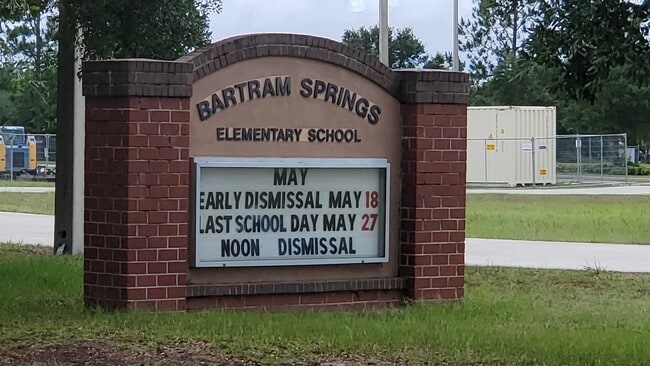 BARTRAM SPRINGS
ELEMENTARY SCHOOL
MAY
EARLY DISMISSAL MAY 18
LAST SCHOOL DAY MAY 27
NOON DISMISSAL